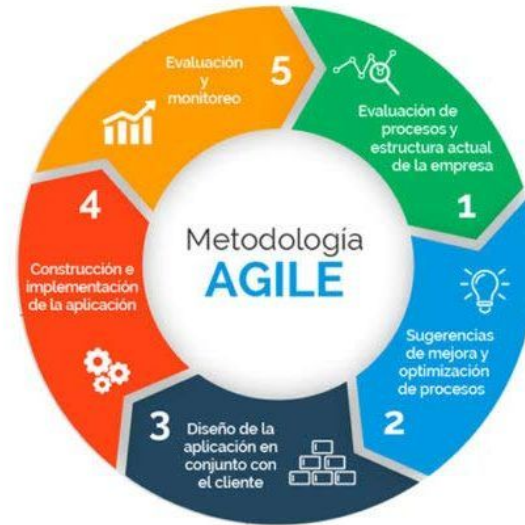 Metodología
AGILE
Evaluación de
procesos y
estructura actual
de la empresa
1
Sugerencias
de mejora y
optimización
de procesos
2
3
Diseño de la
aplicación en
conjunto con
el cliente
4
Construcción e
implementación
de la aplicación
5
Evaluación
y
monitoreo